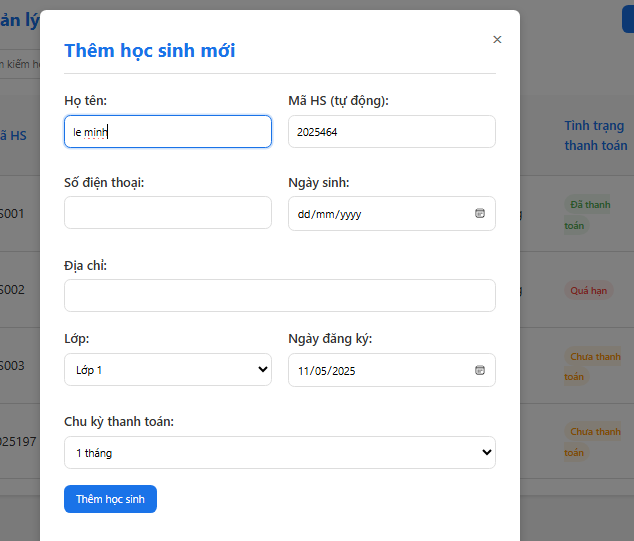 ản lý
Thêm học sinh mới
×
m kiếm h
Họ tên:
Mã HS (tự động):
le minh
2025464
ã HS
Tình trạng
thanh toán
Số điện thoại:
Ngày sinh:
dd/mm/yyyy
S001
Đã thanh
toán
Địa chỉ:
S002
g
Quá hạn
Lớp:
Ngày đăng ký:
Lớp 1
11/05/2025
S003
Chưa thanh
toán
Chu kỳ thanh toán:
1 tháng
025197
Chưa thanh
toán
Thêm học sinh